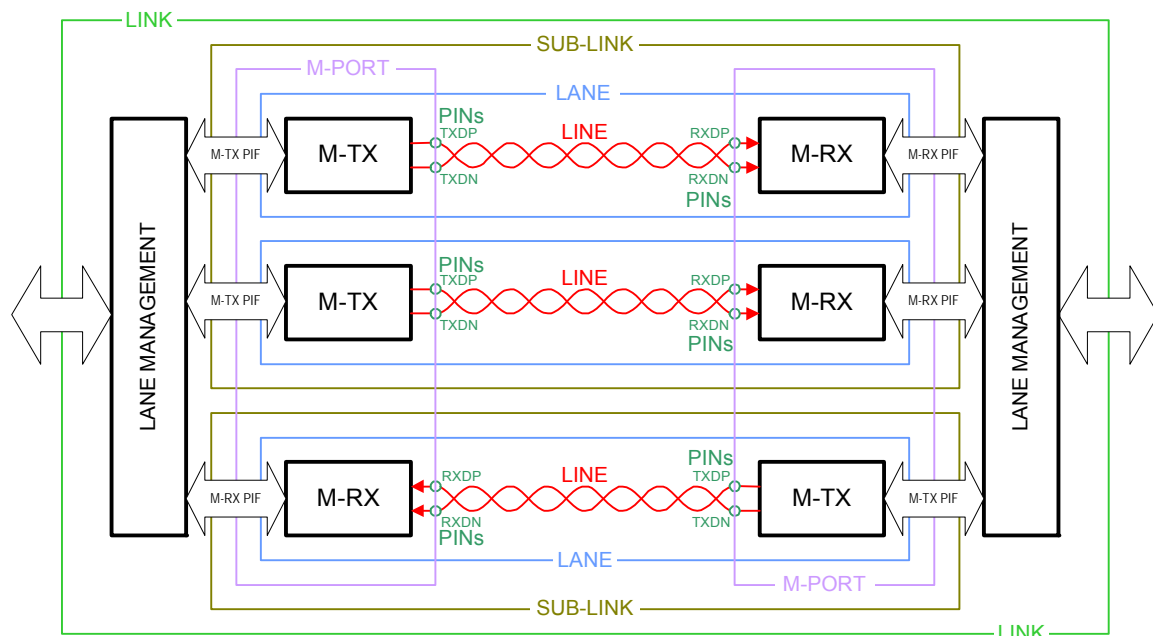 LINK
SUB-LINK
M-PORT
LANE
PINs
TXDP
LINE
RXDP
M-TX PIF
M-TX
M-RX
M-RX PIF
TXDN
RXDN
PINs
LANE MANAGEMENT
LANE MANAGEMENT
PINs
TXDP
LINE
RXDP
M-TX PIF
M-TX
M-RX
M-RX PIF
TXDN
RXDN
PINs
PINs
RXDP
LINE
TXDP
M-RX PIF
M-RX
M-TX
M-TX PIF
RXDN
TXDN
PINs
LANE
M-PORT
SUB-LINK
LINK